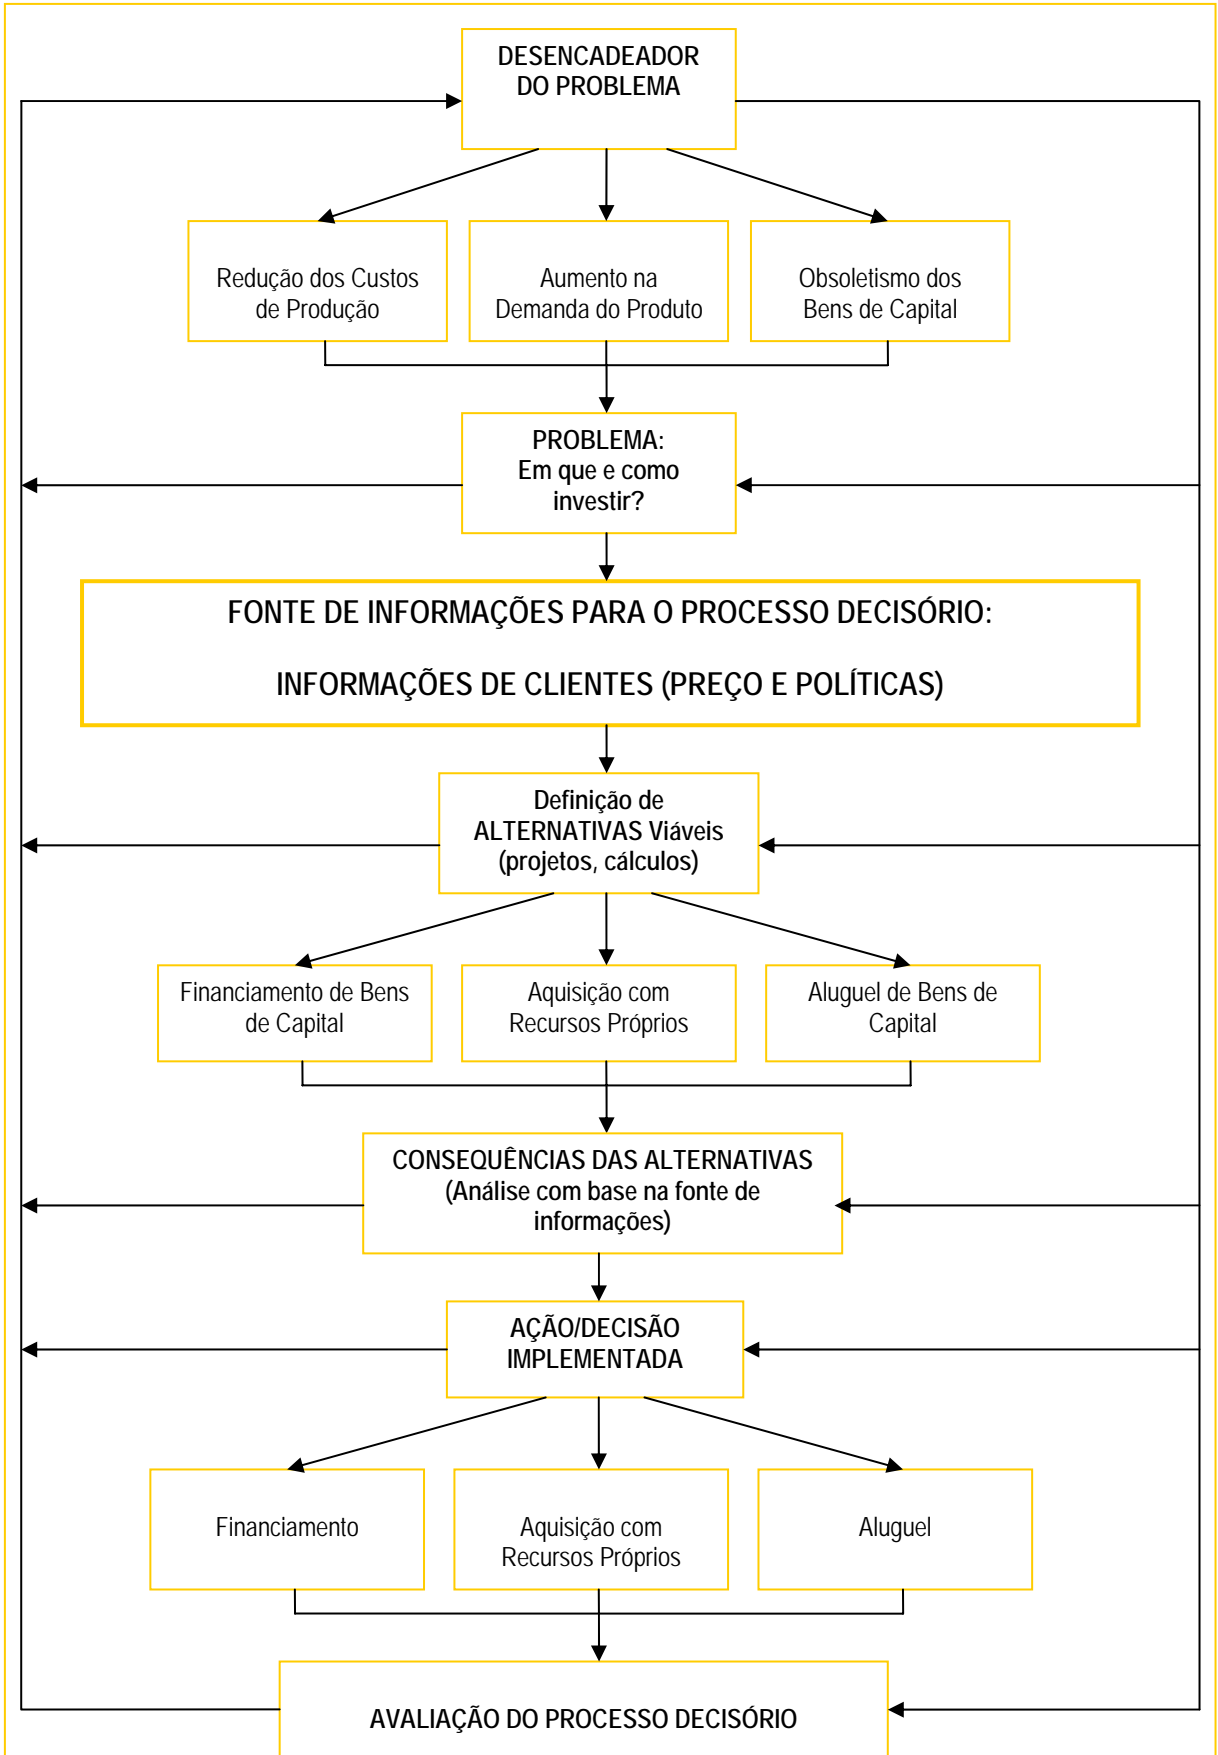 DESENCADEADOR
DO PROBLEMA
Redução dos Custos
de Produção
Aumento na
Demanda do Produto
Obsoletismo dos
Bens de Capital
PROBLEMA:
Em que e como
investir?
FONTE DE INFORMAÇÕES PARA O PROCESSO DECISÓRIO:
INFORMAÇÕES DE CLIENTES (PREÇO E POLÍTICAS)
Definição de
ALTERNATIVAS Viáveis
(projetos, cálculos)
Financiamento de Bens
de Capital
Aquisição com
Recursos Próprios
Aluguel de Bens de
Capital
CONSEQUÊNCIAS DAS ALTERNATIVAS
(Análise com base na fonte de
informações)
AÇÃO/DECISÃO
IMPLEMENTADA
Financiamento
Aquisição com
Recursos Próprios
Aluguel
AVALIAÇÃO DO PROCESSO DECISÓRIO